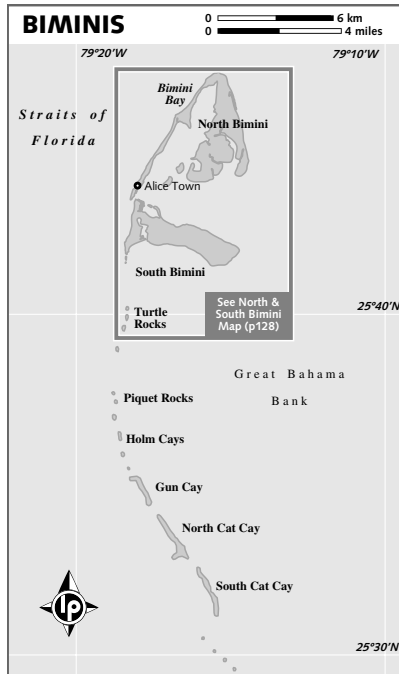 BIMINIS
0 6 km
0 4 miles
79°20'W 79°10'W
Bimini
Bay
Straits of
Florida
North Bimini
Alice Town
South Bimini
See North &
South Bimini
Map (p128)
Turtle
Rocks
25°40'N
Great Bahama
Bank
Piquet Rocks
Holm Cays
Gun Cay
North Cat Cay
South Cat Cay
lp
25°30'N